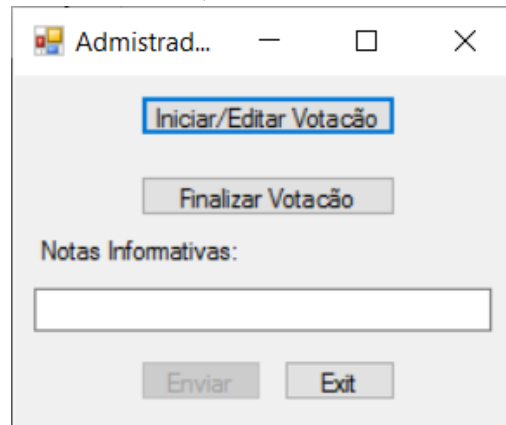 Admistrad...
Iniciar/Editar Votacão
Finalizar Votacão
Notas Informativas:
Enviar Exit